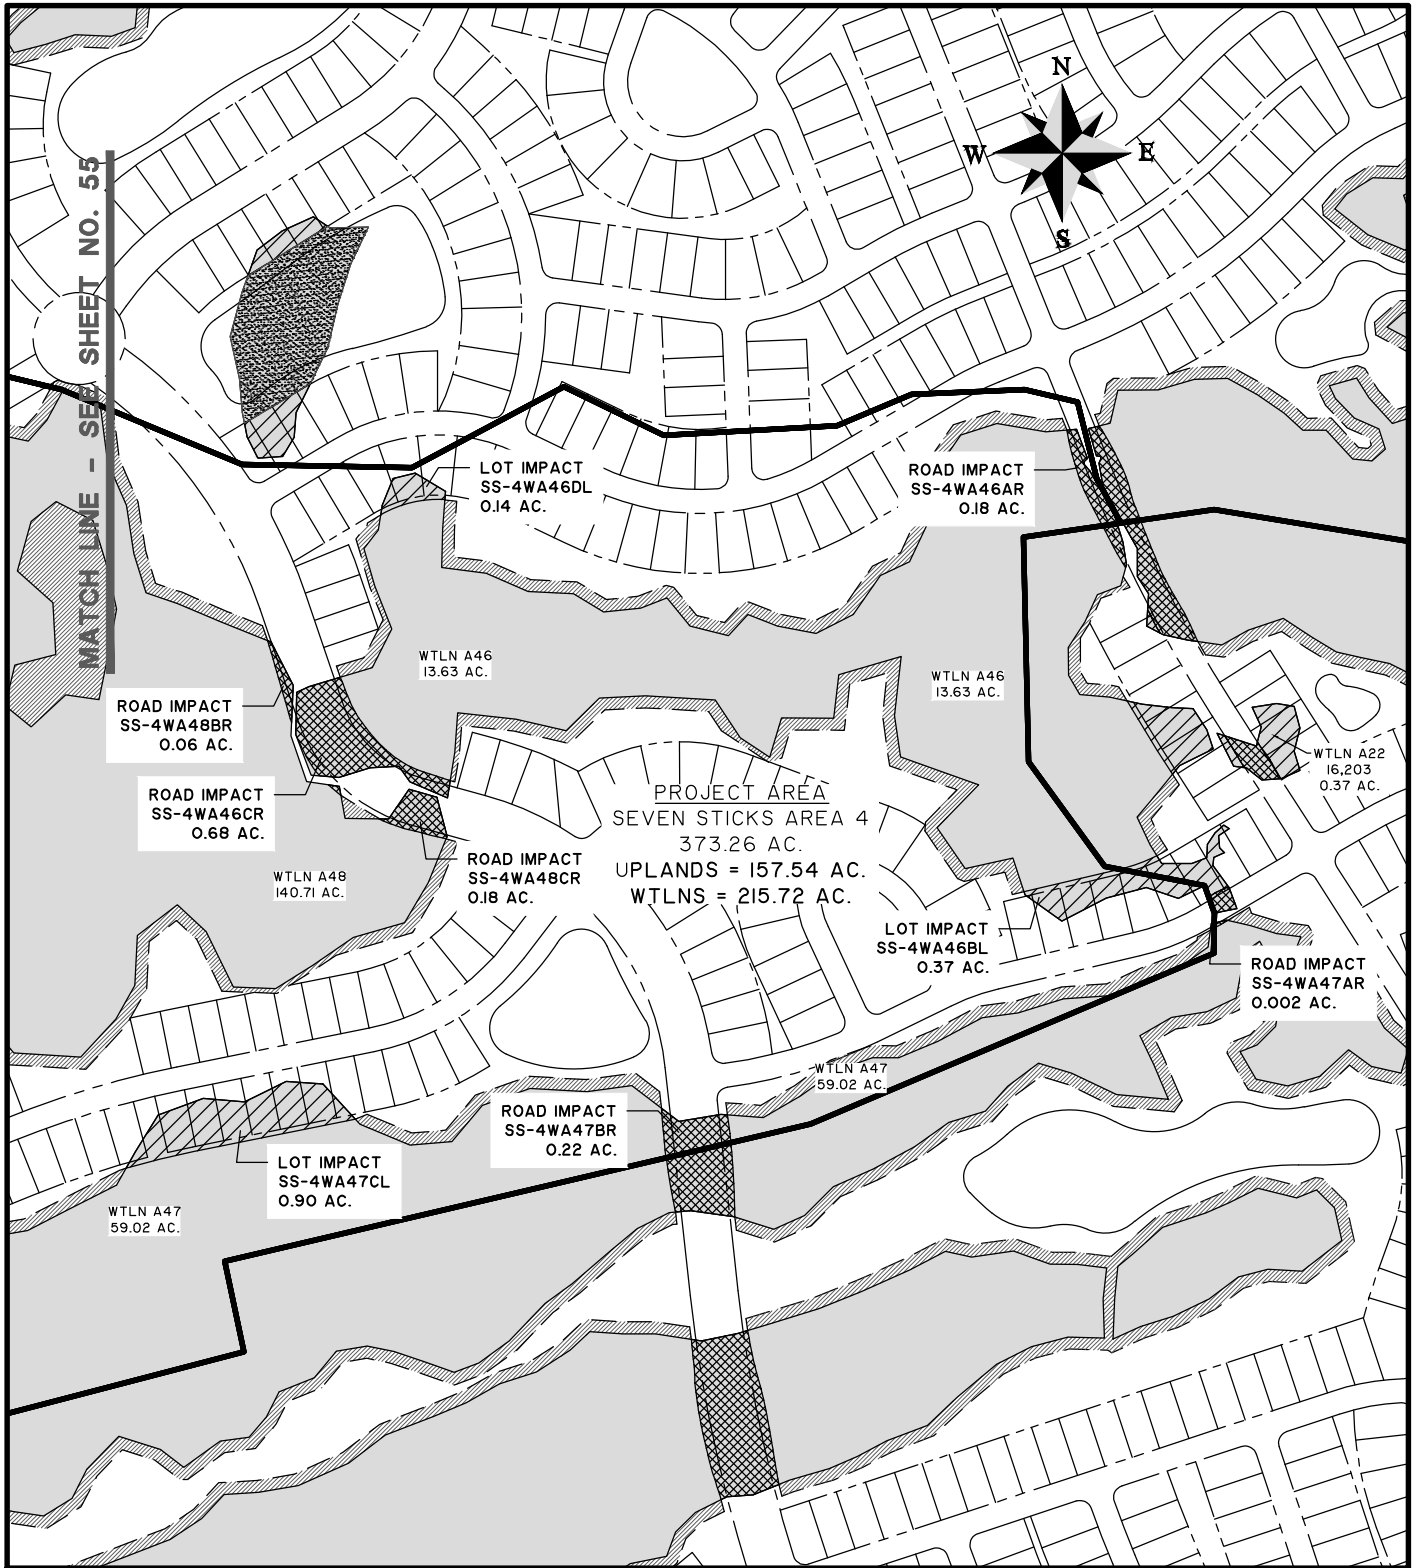 N
W
E
S
MATCH LINE - SEE SHEET NO. 55
LOT IMPACT
SS-4WA46DL
0.14 AC.
ROAD IMPACT
SS-4WA46AR
0.18 AC.
WTLN A46
13.63 AC.
WTLN A46
13.63 AC.
ROAD IMPACT
SS-4WA48BR
0.06 AC.
WTLN A22
16,203
0.37 AC.
ROAD IMPACT
SS-4WA46CR
0.68 AC.
PROJECT AREA
SEVEN STICKS AREA 4
373.26 AC.
UPLANDS = 157.54 AC.
WTLNS = 215.72 AC.
ROAD IMPACT
SS-4WA48CR
0.18 AC.
WTLN A48
140.71 AC.
LOT IMPACT
SS-4WA46BL
0.37 AC.
ROAD IMPACT
SS-4WA47AR
0.002 AC.
WTLN A47
59.02 AC.
ROAD IMPACT
SS-4WA47BR
0.22 AC.
LOT IMPACT
SS-4WA47CL
0.90 AC.
WTLN A47
59.02 AC.